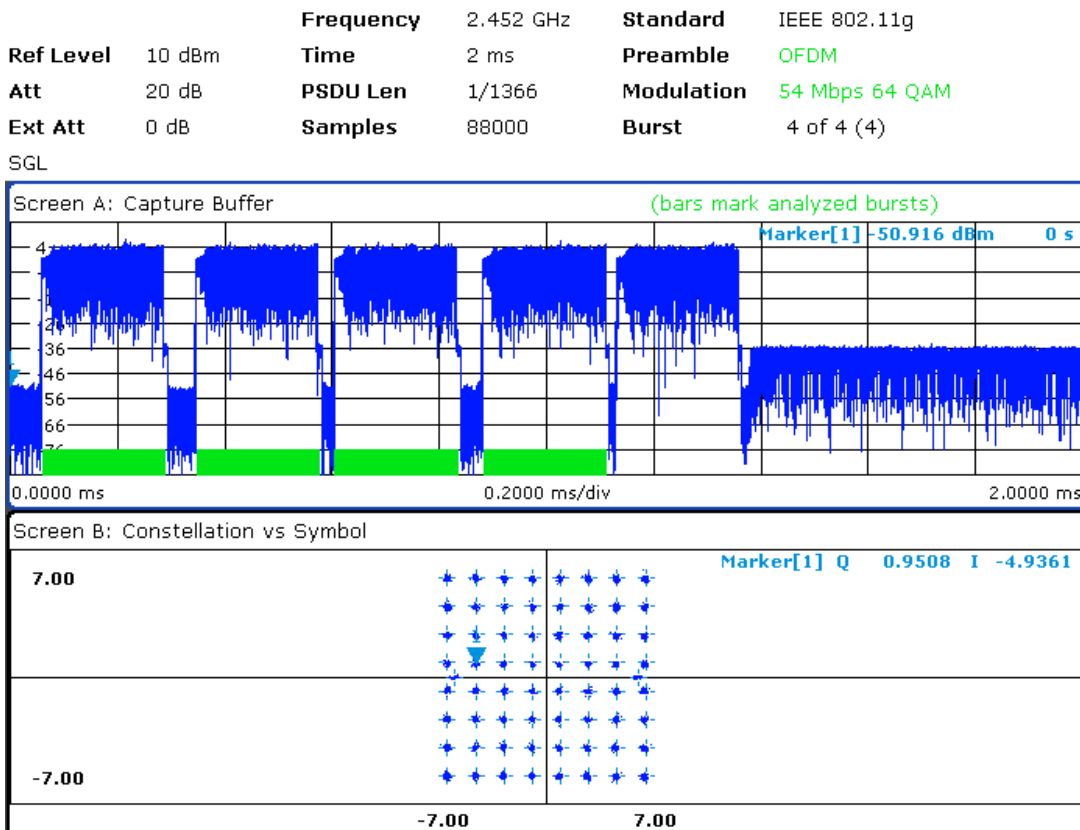 Frequency 2.452 GHz Standard IEEE 802.11g
Ref Level 10 dBm Time 2 ms Preamble OFDM
Att 20 dB PSDU Len 1/1366 Modulation 54 Mbps 64 QAM
Ext Att 0 dB Samples 88000 Burst 4 of 4 (4)
SGL
Screen A: Capture Buffer (bars mark analyzed bursts)
Marker[1] -50.916 dBm 0 s
4
36
46
56
66
0.0000 ms 0.2000 ms/div 2.0000 ms
Screen B: Constellation vs Symbol
Marker[1] Q 0.9508 I -4.9361
7.00
-7.00
-7.00 7.00